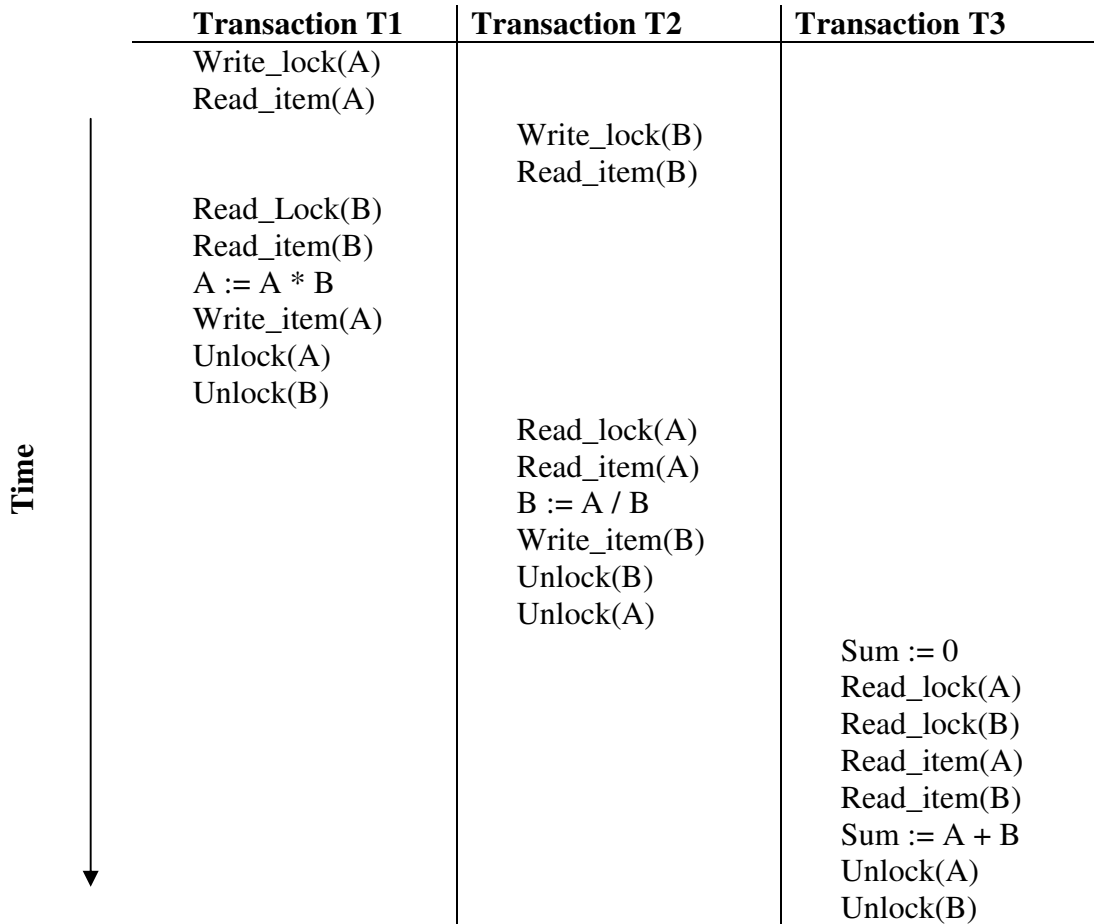 Transaction T1 Transaction T2 Transaction T3
Write_lock(A)
Read_item(A)
Write_lock(B)
Read_item(B)
Read_Lock(B)
Read_item(B)
A := A * B
Write_item(A)
Unlock(A)
Unlock(B)
Read_lock(A)
Read_item(A)
B := A / B
Write_item(B)
Unlock(B)
Unlock(A)
Sum := 0
Read_lock(A)
Read_lock(B)
Read_item(A)
Read_item(B)
Sum := A + B
Unlock(A)
Unlock(B)
Time